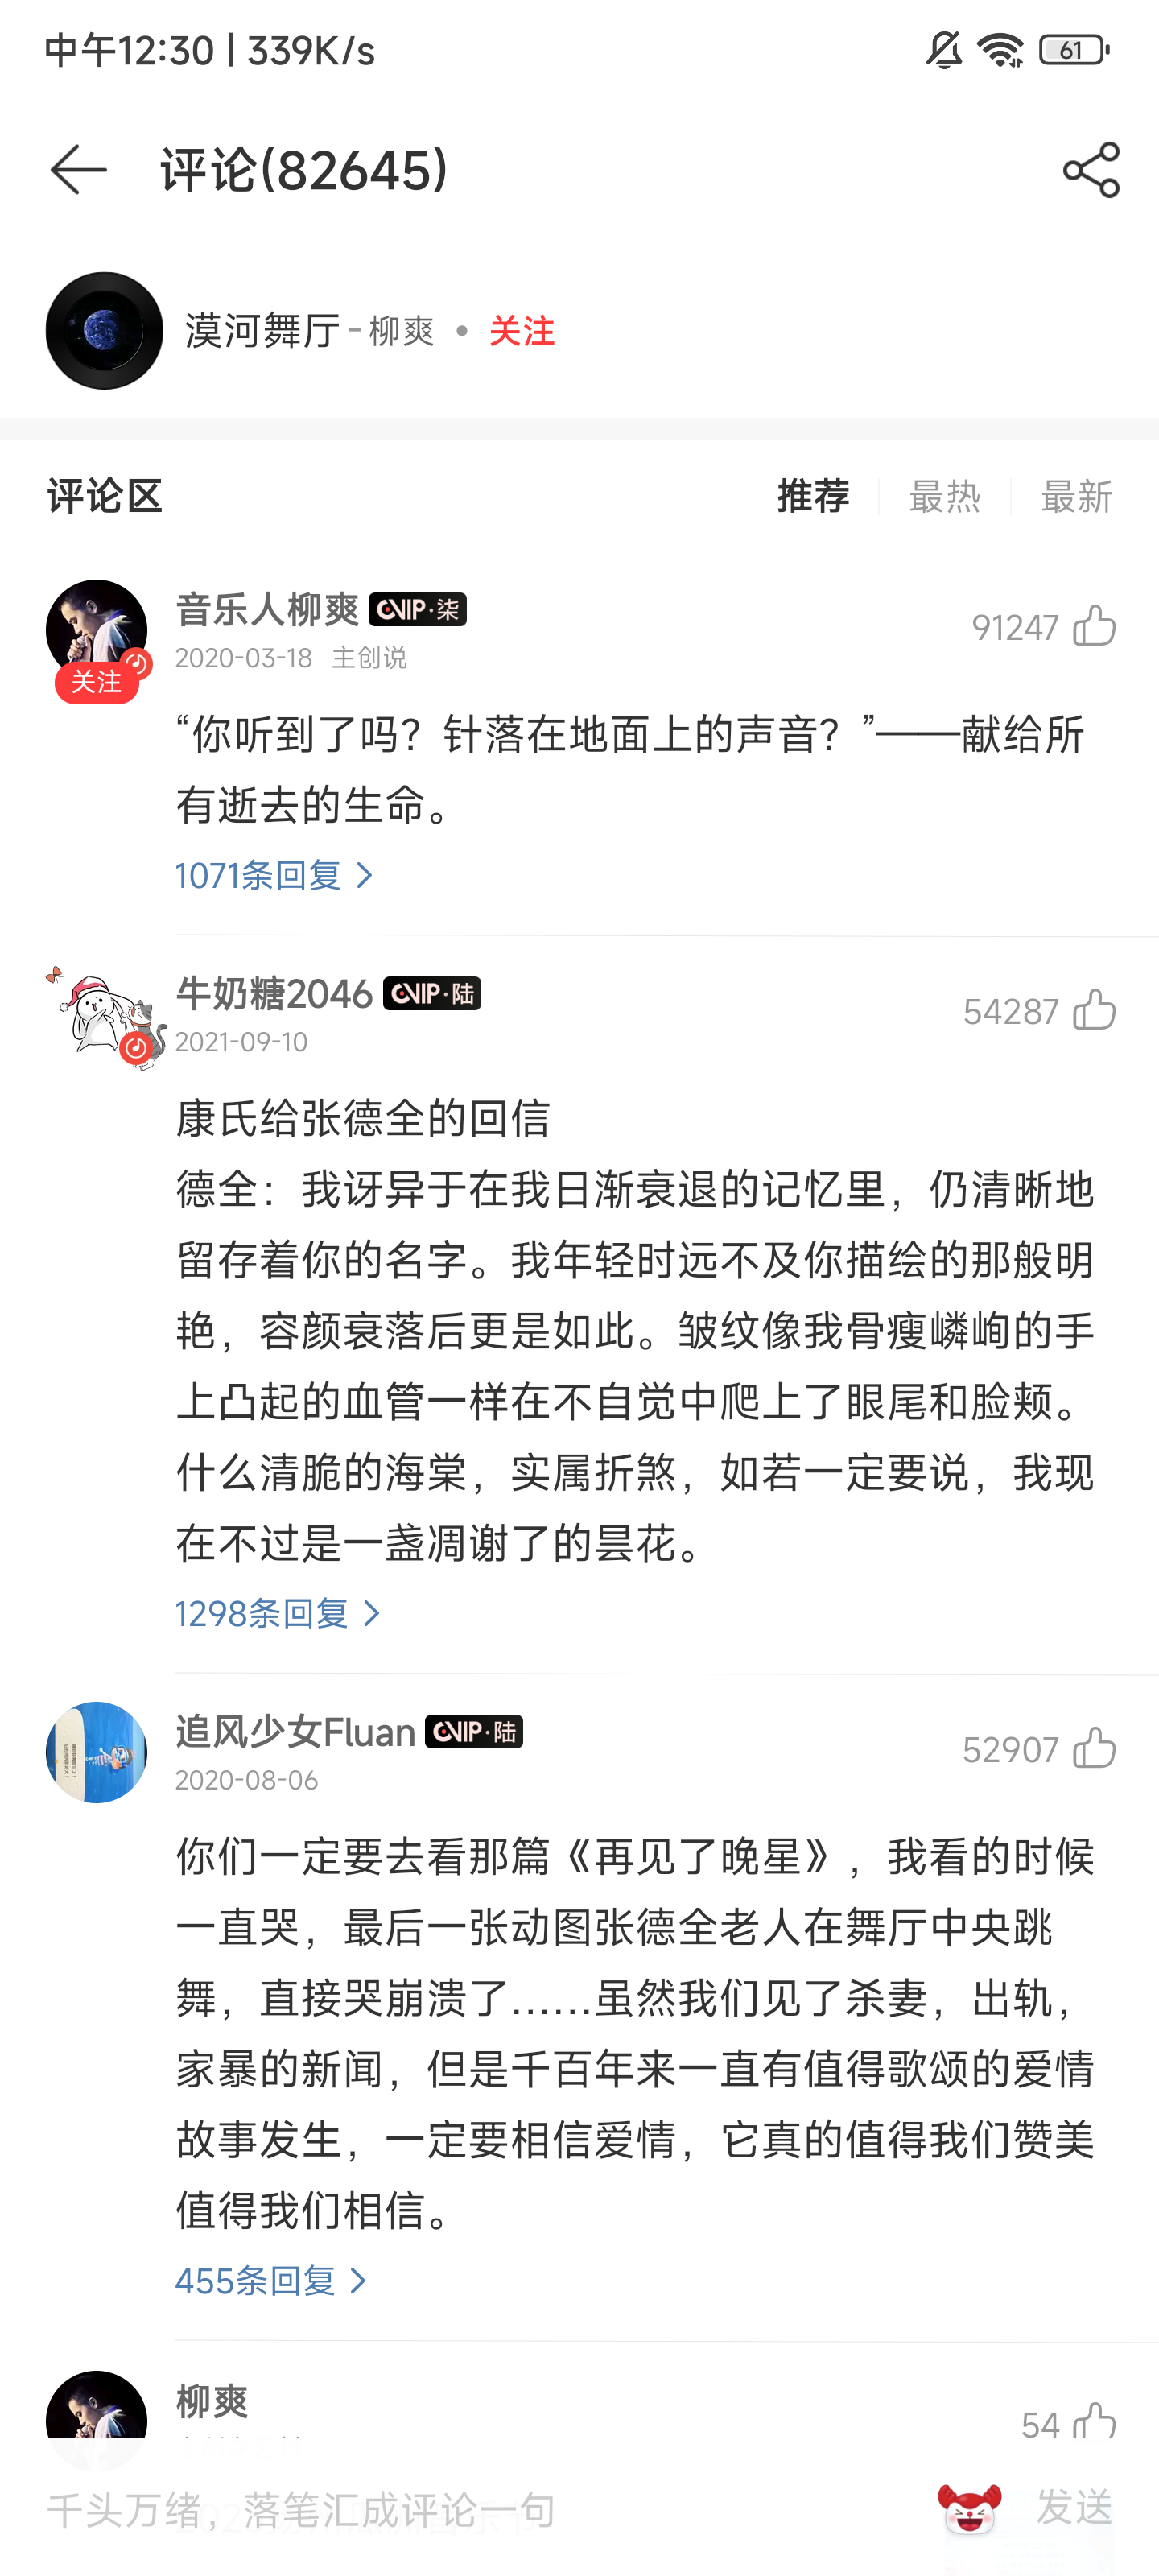 中午12:30 | 339K/s
61
评论(82645)
漠河舞厅 - 柳爽 • 关注
评论区
推荐 最热 最新
音乐人柳爽 VIP·柒
91247
2020-03-18 主创说
关注
“你听到了吗？针落在地面上的声音？”——献给所
有逝去的生命。
1071条回复 >
牛奶糖2046 VIP·陆
54287
2021-09-10
康氏给张德全的回信
德全：我讶异于在我日渐衰退的记忆里，仍清晰地
留存着你的名字。我年轻时远不及你描绘的那般明
艳，容颜衰落后更是如此。皱纹像我骨瘦嶙峋的手
上凸起的血管一样在不自觉中爬上了眼尾和脸颊。
什么清脆的海棠，实属折煞，如若一定要说，我现
在不过是一盏凋谢了的昙花。
1298条回复 >
追风少女Fluan VIP·陆
52907
2020-08-06
你们一定要去看那篇《再见了晚星》，我看的时候
一直哭，最后一张动图张德全老人在舞厅中央跳
舞，直接哭崩溃了……虽然我们见了杀妻，出轨，
家暴的新闻，但是千百年来一直有值得歌颂的爱情
故事发生，一定要相信爱情，它真的值得我们赞美
值得我们相信。
455条回复 >
柳爽
54
千头万绪，落笔汇成评论一句
发送